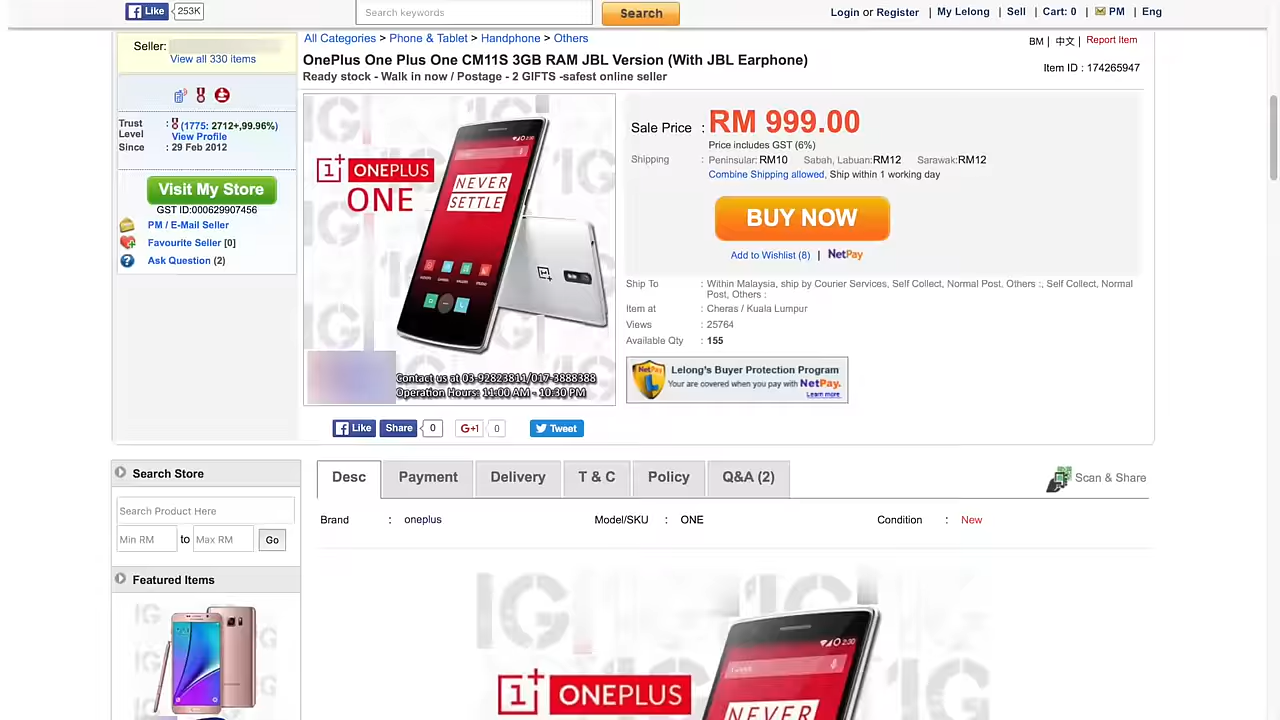 Like 253K
Search keywords
Search
Login or Register | My Lelong | Sell | Cart: 0 | PM | Eng
Seller:
View all 330 items
Trust Level : (1775: 2712+,99.96%)
View Profile
Since : 29 Feb 2012
Visit My Store
GST ID:000629907456
PM / E-Mail Seller
Favourite Seller [0]
Ask Question (2)
All Categories > Phone & Tablet > Handphone > Others
BM | 中文 | Report Item
OnePlus One Plus One CM11S 3GB RAM JBL Version (With JBL Earphone)
Ready stock - Walk in now / Postage - 2 GIFTS -safest online seller
Item ID : 174265947
1+ ONEPLUS
ONE
2:30
NEVER
SETTLE
Contact us at 03-92823811/017-3888388
Operation Hours: 11:00 AM - 10:30 PM
Sale Price : RM 999.00
Price includes GST (6%)
Shipping : Peninsular: RM10 Sabah, Labuan:RM12 Sarawak:RM12
Combine Shipping allowed, Ship within 1 working day
BUY NOW
Add to Wishlist (8) | NetPay
Ship To : Within Malaysia, ship by Courier Services, Self Collect, Normal Post, Others :, Self Collect, Normal
Post, Others :
Item at : Cheras / Kuala Lumpur
Views : 25764
Available Qty : 155
NetPay
Lelong's Buyer Protection Program
Your are covered when you pay with NetPay.
Learn more
Like Share 0 G+1 0 Tweet
Search Store
Search Product Here
Min RM to Max RM Go
Featured Items
IG
Desc Payment Delivery T & C Policy Q&A (2)
Scan & Share
Brand : oneplus Model/SKU : ONE Condition : New
IG
2:30
1+ ONEPLUS
NEVER